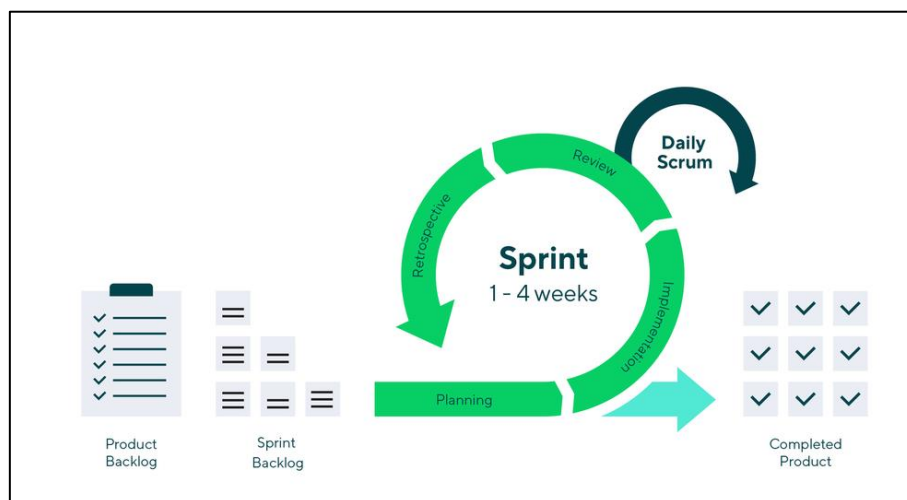 Product
Backlog
Sprint
Backlog
Planning
Implementation
Review
Retrospective
Sprint
1 - 4 weeks
Daily
Scrum
Completed
Product